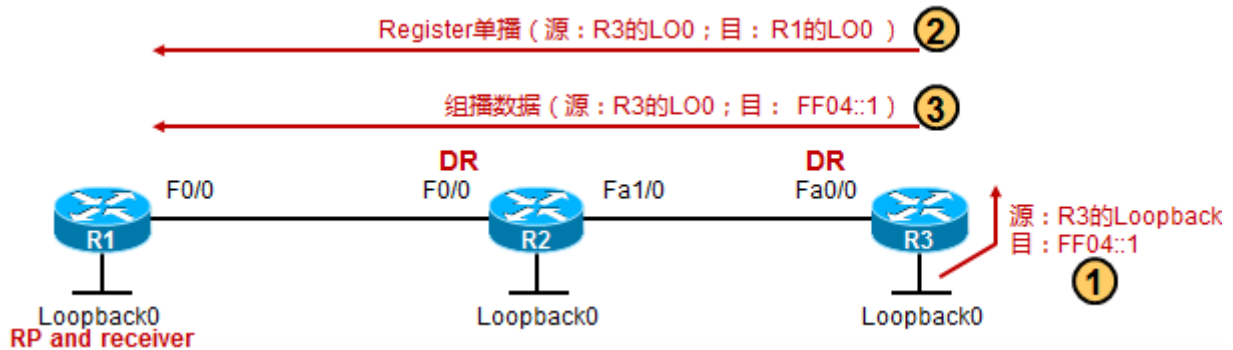 Register单播（源：R3的LO0；目：R1的LO0 ）
2
组播数据（源：R3的LO0；目： FF04::1）
3
DR
DR
F0/0
F0/0
Fa1/0
Fa0/0
R1
R2
R3
源：R3的Loopback
目：FF04::1
1
Loopback0
Loopback0
Loopback0
RP and receiver